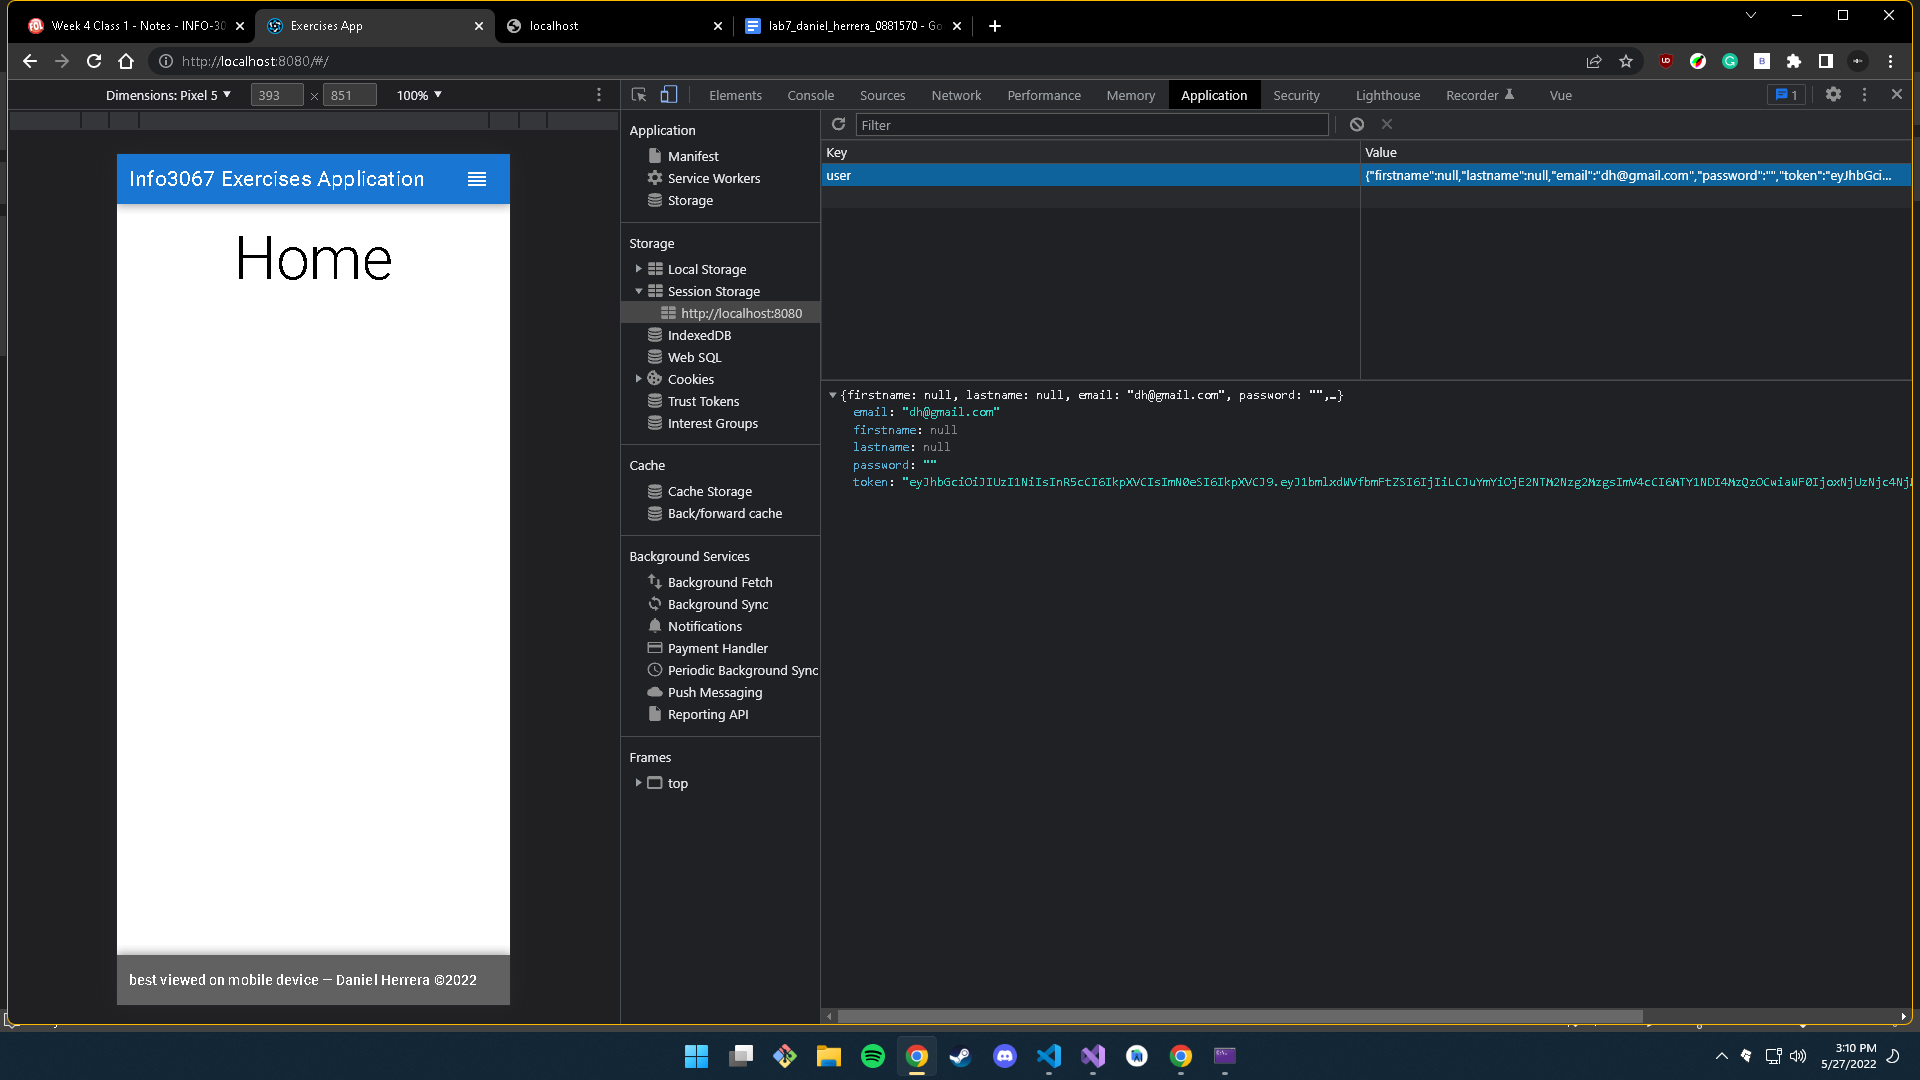 Week 4 Class 1 - Notes - INFO-30
Exercises App
localhost
lab7_daniel_herrera_0881570 - Go
http://localhost:8080/#/
Dimensions: Pixel 5
393 × 851
100%
Elements
Console
Sources
Network
Performance
Memory
Application
Security
Lighthouse
Recorder
Vue
1
Info3067 Exercises Application
Home
best viewed on mobile device — Daniel Herrera ©2022
Application
Manifest
Service Workers
Storage
Storage
Local Storage
Session Storage
http://localhost:8080
IndexedDB
Web SQL
Cookies
Trust Tokens
Interest Groups
Cache
Cache Storage
Back/forward cache
Background Services
Background Fetch
Background Sync
Notifications
Payment Handler
Periodic Background Sync
Push Messaging
Reporting API
Frames
top
Filter
Key Value
user {"firstname":null,"lastname":null,"email":"dh@gmail.com","password":"","token":"eyJhbGci...
{firstname: null, lastname: null, email: "dh@gmail.com", password: "",…}
email: "dh@gmail.com"
firstname: null
lastname: null
password: ""
token:
3:10 PM
5/27/2022